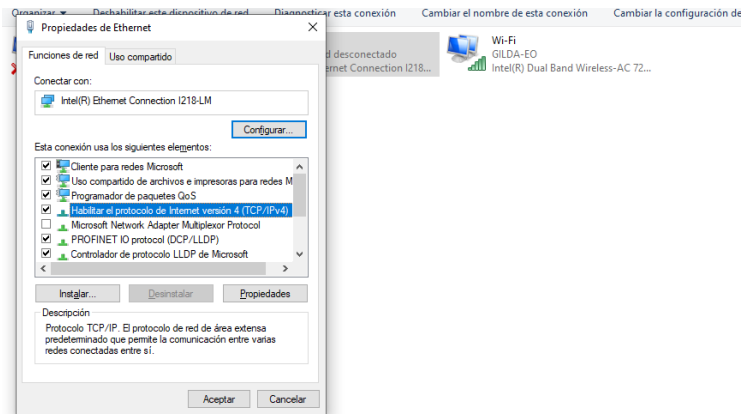 Organizar Deshabilitar este dispositivo de red Diagnosticar esta conexión Cambiar el nombre de esta conexión Cambiar la configuración de
Propiedades de Ethernet
Funciones de red Uso compartido
Conectar con:
Intel(R) Ethernet Connection I218-LM
Configurar...
Esta conexión usa los siguientes elementos:
Cliente para redes Microsoft
Uso compartido de archivos e impresoras para redes M
Programador de paquetes QoS
Habilitar el protocolo de Internet versión 4 (TCP/IPv4)
Microsoft Network Adapter Multiplexor Protocol
PROFINET IO protocol (DCP/LLDP)
Controlador de protocolo LLDP de Microsoft
Instalar... Desinstalar Propiedades
Descripción
Protocolo TCP/IP. El protocolo de red de área extensa
predeterminado que permite la comunicación entre varias
redes conectadas entre sí.
Aceptar Cancelar
d desconectado
ernet Connection I218...
Wi-Fi
GILDA-EO
Intel(R) Dual Band Wireless-AC 72...